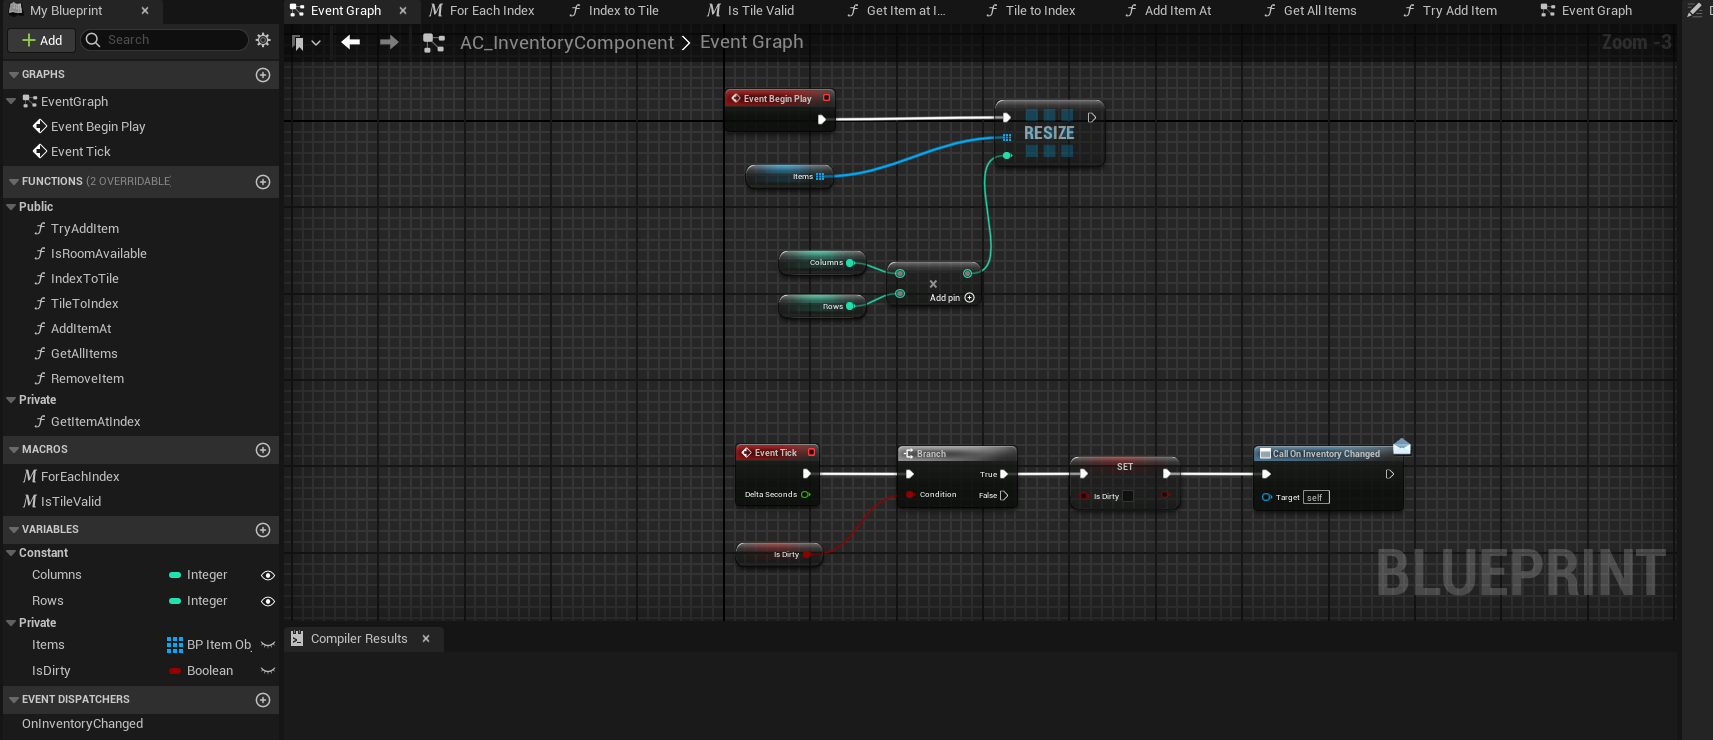 My Blueprint
Event Graph
For Each Index
Index to Tile
Is Tile Valid
Get Item at I...
Tile to Index
Add Item At
Get All Items
Try Add Item
Event Graph
Add
Search
AC_InventoryComponent
Event Graph
Zoom -3
GRAPHS
EventGraph
Event Begin Play
Event Tick
FUNCTIONS (2 OVERRIDABLE
Public
TryAddItem
IsRoomAvailable
IndexToTile
TileToIndex
AddItemAt
GetAllItems
RemoveItem
Private
GetItemAtIndex
MACROS
ForEachIndex
IsTileValid
VARIABLES
Constant
Columns Integer
Rows Integer
Private
Items BP Item Ob
IsDirty Boolean
EVENT DISPATCHERS
OnInventoryChanged
Event Begin Play
RESIZE
Items
Columns
Rows
×
Add pin
Event Tick
Delta Seconds
Is Dirty
Branch
True
Condition
False
SET
Is Dirty
Call On Inventory Changed
Target self
BLUEPRINT
Compiler Results